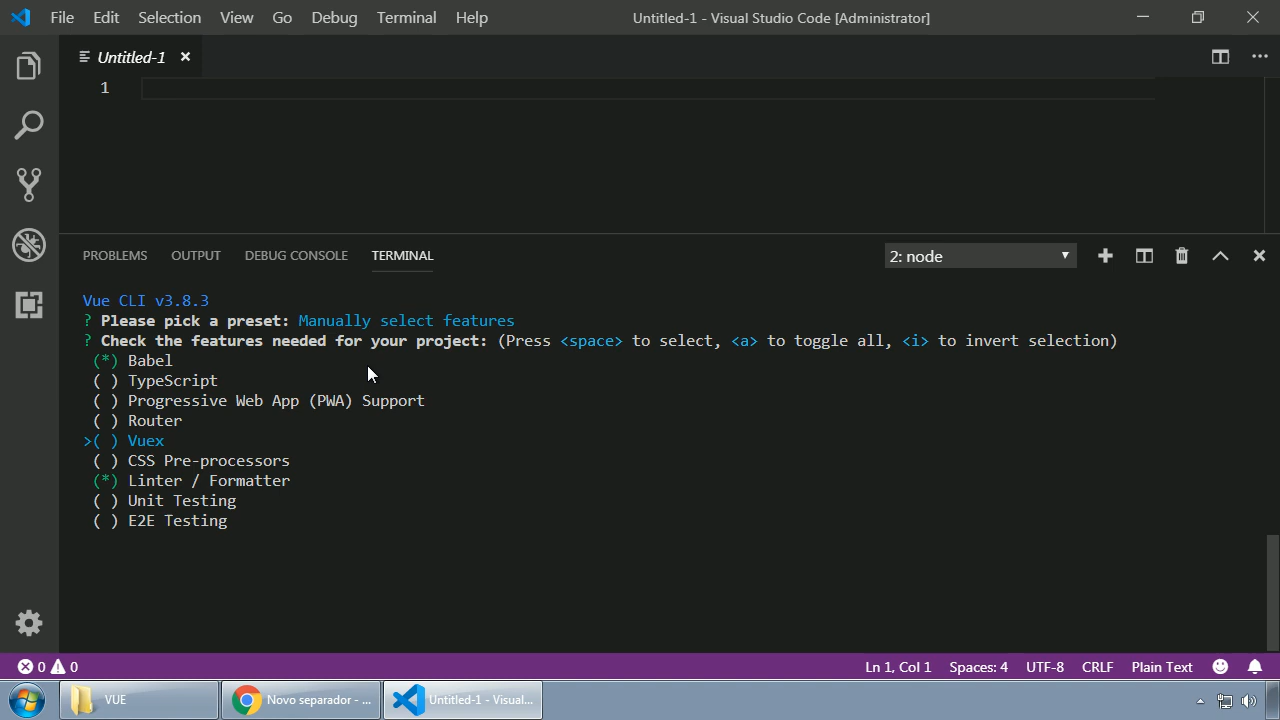 File Edit Selection View Go Debug Terminal Help Untitled-1 - Visual Studio Code [Administrator]
Untitled-1
1
PROBLEMS OUTPUT DEBUG CONSOLE TERMINAL 2: node
Vue CLI v3.8.3
? Please pick a preset: Manually select features
? Check the features needed for your project: (Press <space> to select, <a> to toggle all, <i> to invert selection)
(*) Babel
( ) TypeScript
( ) Progressive Web App (PWA) Support
( ) Router
>( ) Vuex
( ) CSS Pre-processors
(*) Linter / Formatter
( ) Unit Testing
( ) E2E Testing
0 0 Ln 1, Col 1 Spaces: 4 UTF-8 CRLF Plain Text
VUE Novo separador - ... Untitled-1 - Visual...